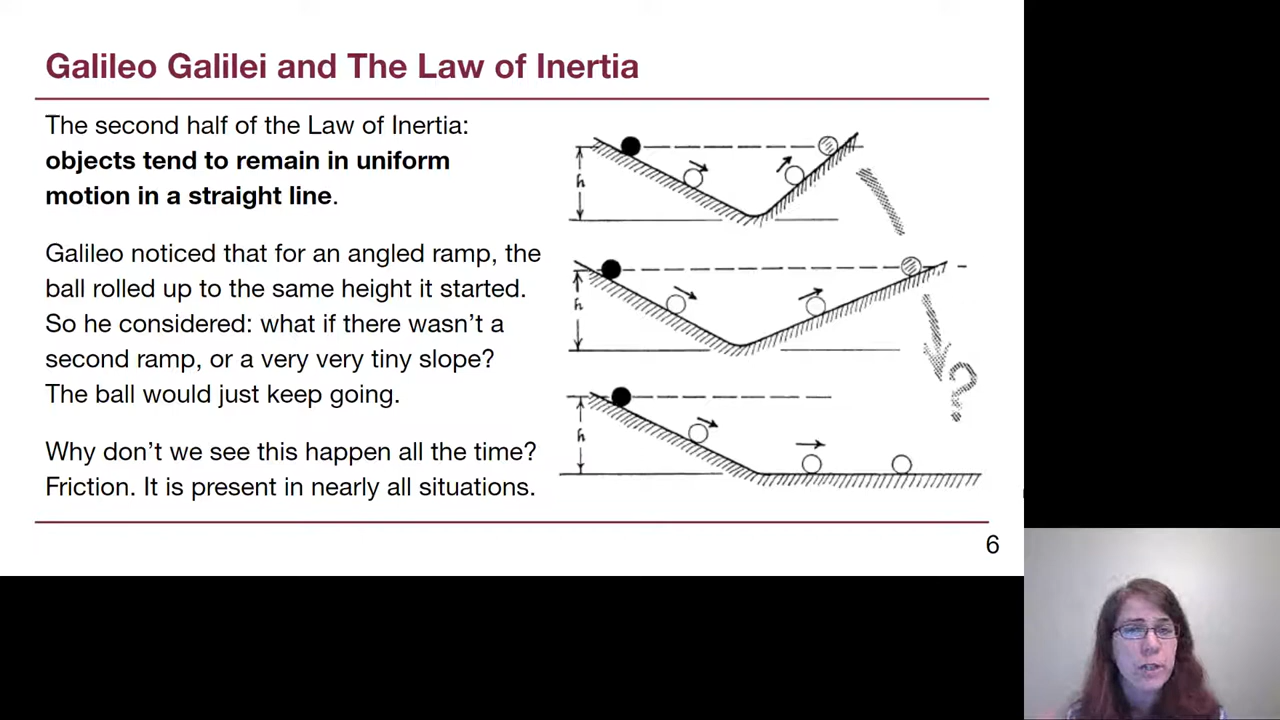 Galileo Galilei and The Law of Inertia
The second half of the Law of Inertia:
objects tend to remain in uniform
motion in a straight line.
Galileo noticed that for an angled ramp, the
ball rolled up to the same height it started.
So he considered: what if there wasn't a
second ramp, or a very very tiny slope?
The ball would just keep going.
Why don't we see this happen all the time?
Friction. It is present in nearly all situations.
h
h
?
h
6